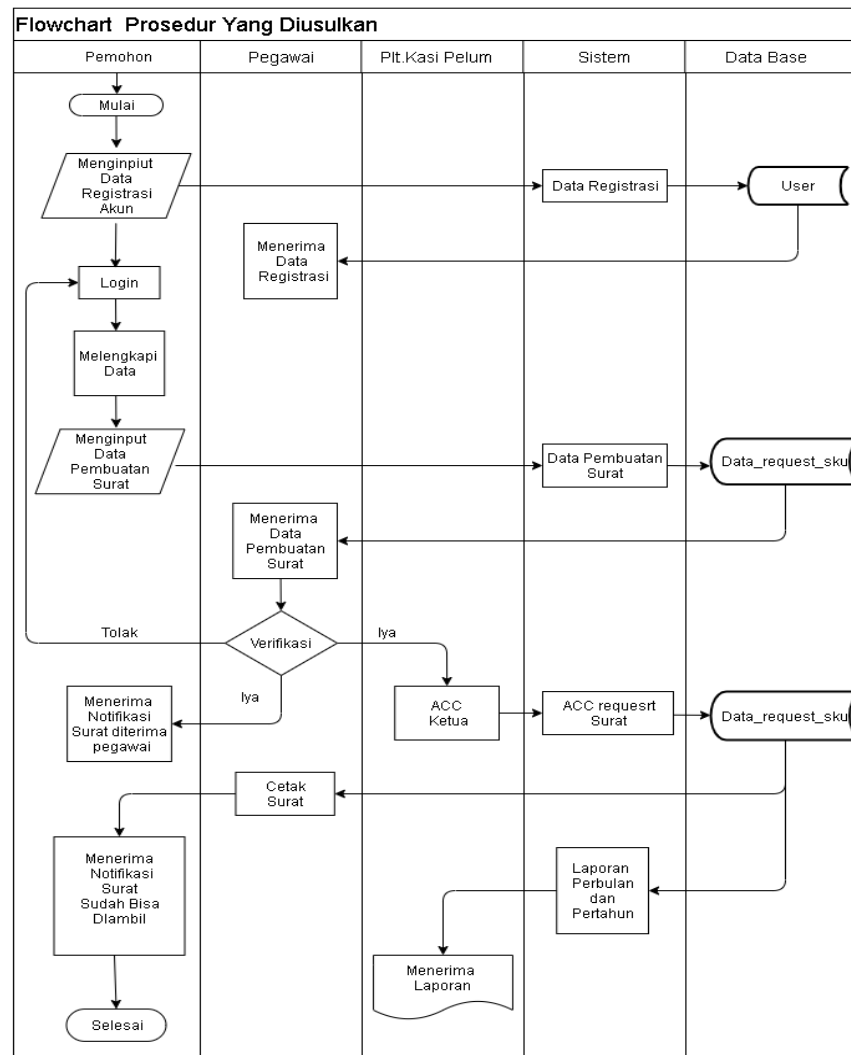 Flowchart Prosedur Yang Diusulkan
Pemohon
Pegawai
Plt.Kasi Pelum
Sistem
Data Base
Mulai
Menginpiut
Data
Registrasi
Akun
Data Registrasi
User
Menerima
Data
Registrasi
Login
Melengkapi
Data
Menginput
Data
Pembuatan
Surat
Data Pembuatan
Surat
Data_request_sku
Menerima
Data
Pembuatan
Surat
Tolak
Verifikasi
Iya
Iya
Menerima
Notifikasi
Surat diterima
pegawai
ACC
Ketua
ACC requesrt
Surat
Data_request_sku
Cetak
Surat
Menerima
Notifikasi
Surat
Sudah Bisa
DIambil
Laporan
Perbulan
dan
Pertahun
Menerima
Laporan
Selesai